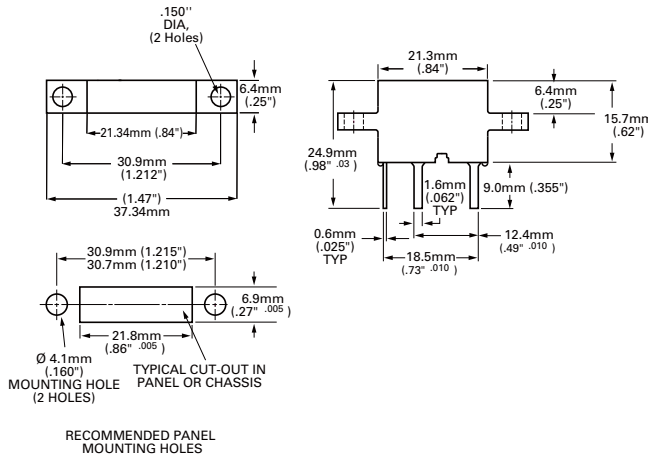 .150"
DIA,
(2 Holes)
6.4mm
(.25")
21.34mm (.84")
30.9mm
(1.212")
(1.47")
37.34mm
21.3mm
(.84")
6.4mm
(.25")
15.7mm
(.62")
24.9mm
(.98" .03 )
1.6mm
(.062")
TYP
9.0mm (.355")
0.6mm
(.025")
TYP
12.4mm
(.49" .010 )
18.5mm
(.73" .010 )
30.9mm (1.215")
30.7mm (1.210")
6.9mm
(.27" .005 )
21.8mm
(.86" .005 )
Ø 4.1mm
(.160")
MOUNTING HOLE
(2 HOLES)
TYPICAL CUT-OUT IN
PANEL OR CHASSIS
RECOMMENDED PANEL
MOUNTING HOLES